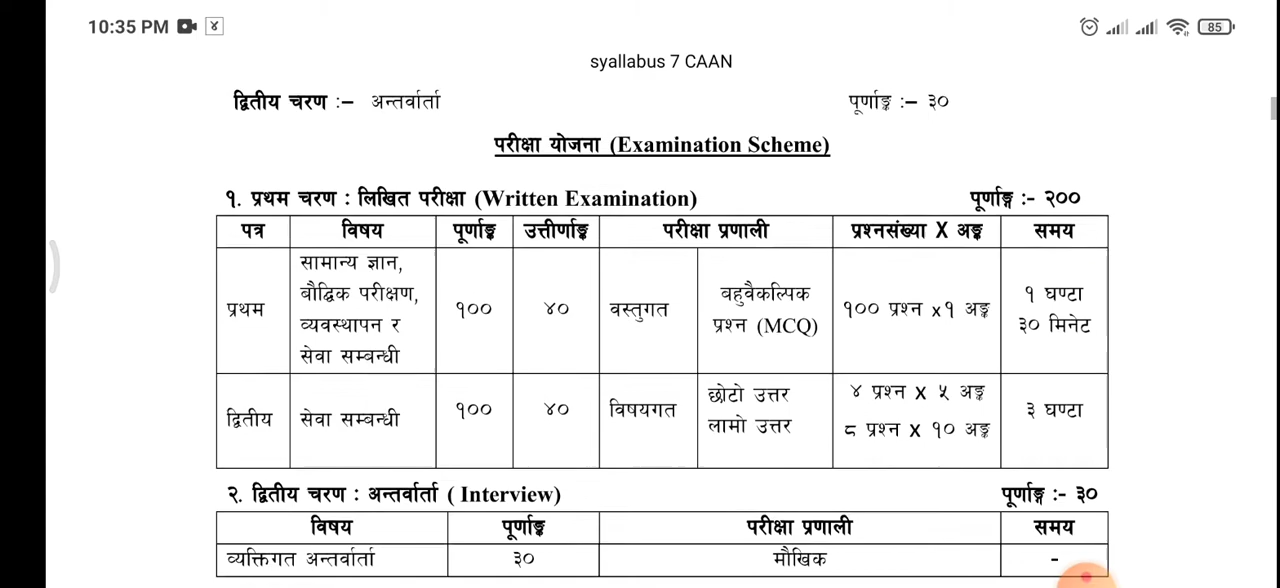 10:35 PM ४ 85
syallabus 7 CAAN
द्वितीय चरण :– अन्तर्वार्ता पूर्णाङ्क :– ३०
परीक्षा योजना (Examination Scheme)
१. प्रथम चरण : लिखित परीक्षा (Written Examination) पूर्णाङ्ग :- २००
पत्र विषय पूर्णाङ्क उत्तीर्णाङ्क परीक्षा प्रणाली प्रश्नसंख्या X अङ्क समय
प्रथम सामान्य ज्ञान, बौद्धिक परीक्षण, व्यवस्थापन र सेवा सम्बन्धी १०० ४० वस्तुगत बहुवैकल्पिक प्रश्न (MCQ) १०० प्रश्न x१ अङ्क १ घण्टा ३० मिनेट
द्वितीय सेवा सम्बन्धी १०० ४० विषयगत छोटो उत्तर ४ प्रश्न X ५ अङ्क ३ घण्टा
लामो उत्तर ८ प्रश्न X १० अङ्क
२. द्वितीय चरण : अन्तर्वार्ता ( Interview) पूर्णाङ्ग :- ३०
विषय पूर्णाङ्क परीक्षा प्रणाली समय
व्यक्तिगत अन्तर्वार्ता ३० मौखिक -